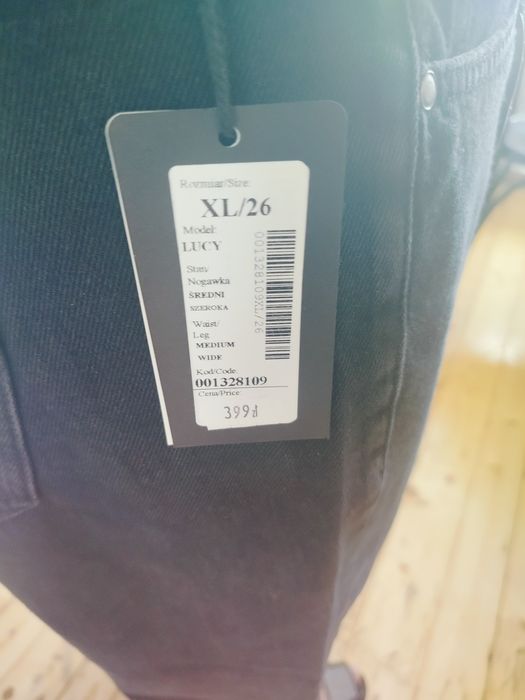 Rozmiar/Size:
XL/26
Model:
LUCY
Stan/
Nogawka
ŚREDNI
SZEROKA
Waist/
Leg
MEDIUM
WIDE
Kod/Code:
001328109
Cena/Price:
399zł
001328109XL/26